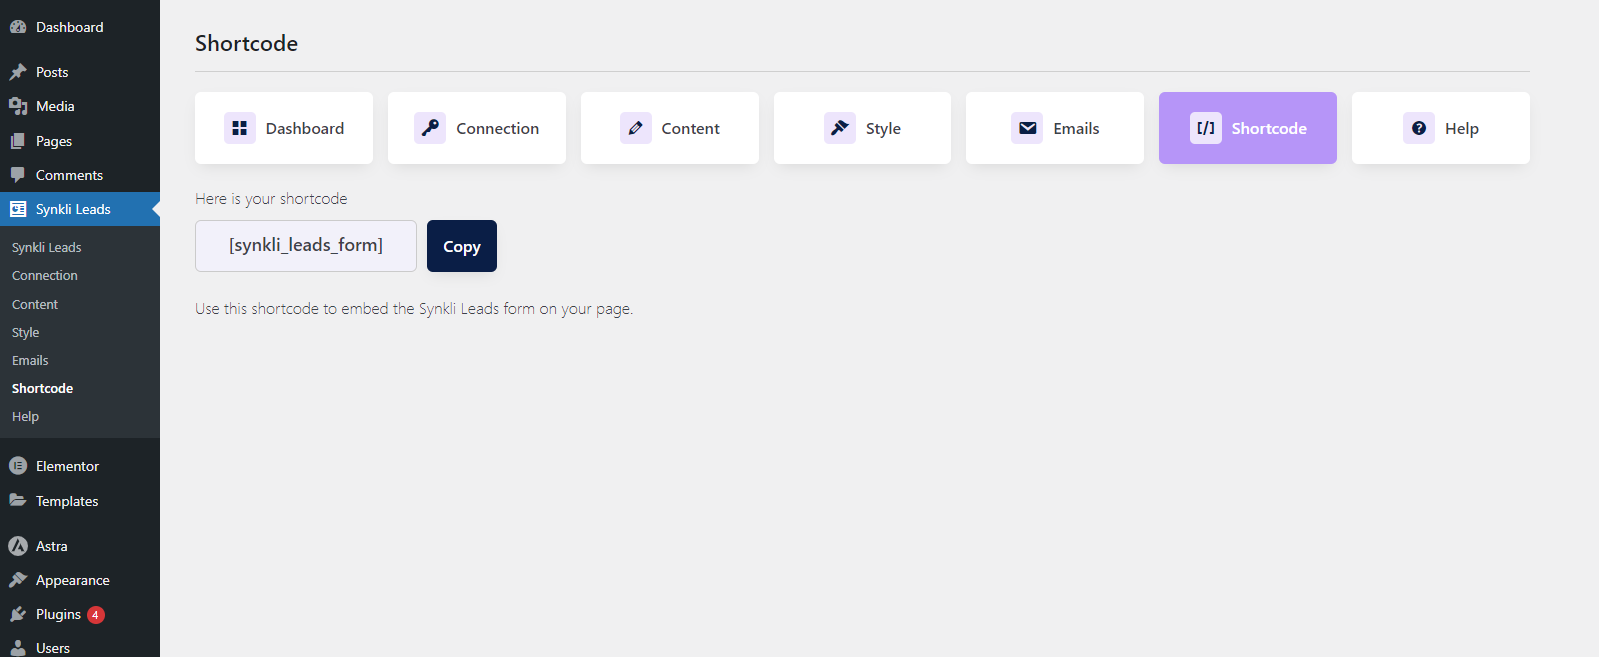 Dashboard
Posts
Media
Pages
Comments
Synkli Leads
Synkli Leads
Connection
Content
Style
Emails
Shortcode
Help
Elementor
Templates
Astra
Appearance
Plugins 4
Users
Shortcode
Dashboard
Connection
Content
Style
Emails
[/] Shortcode
Help
Here is your shortcode
[synkli_leads_form]
Copy
Use this shortcode to embed the Synkli Leads form on your page.